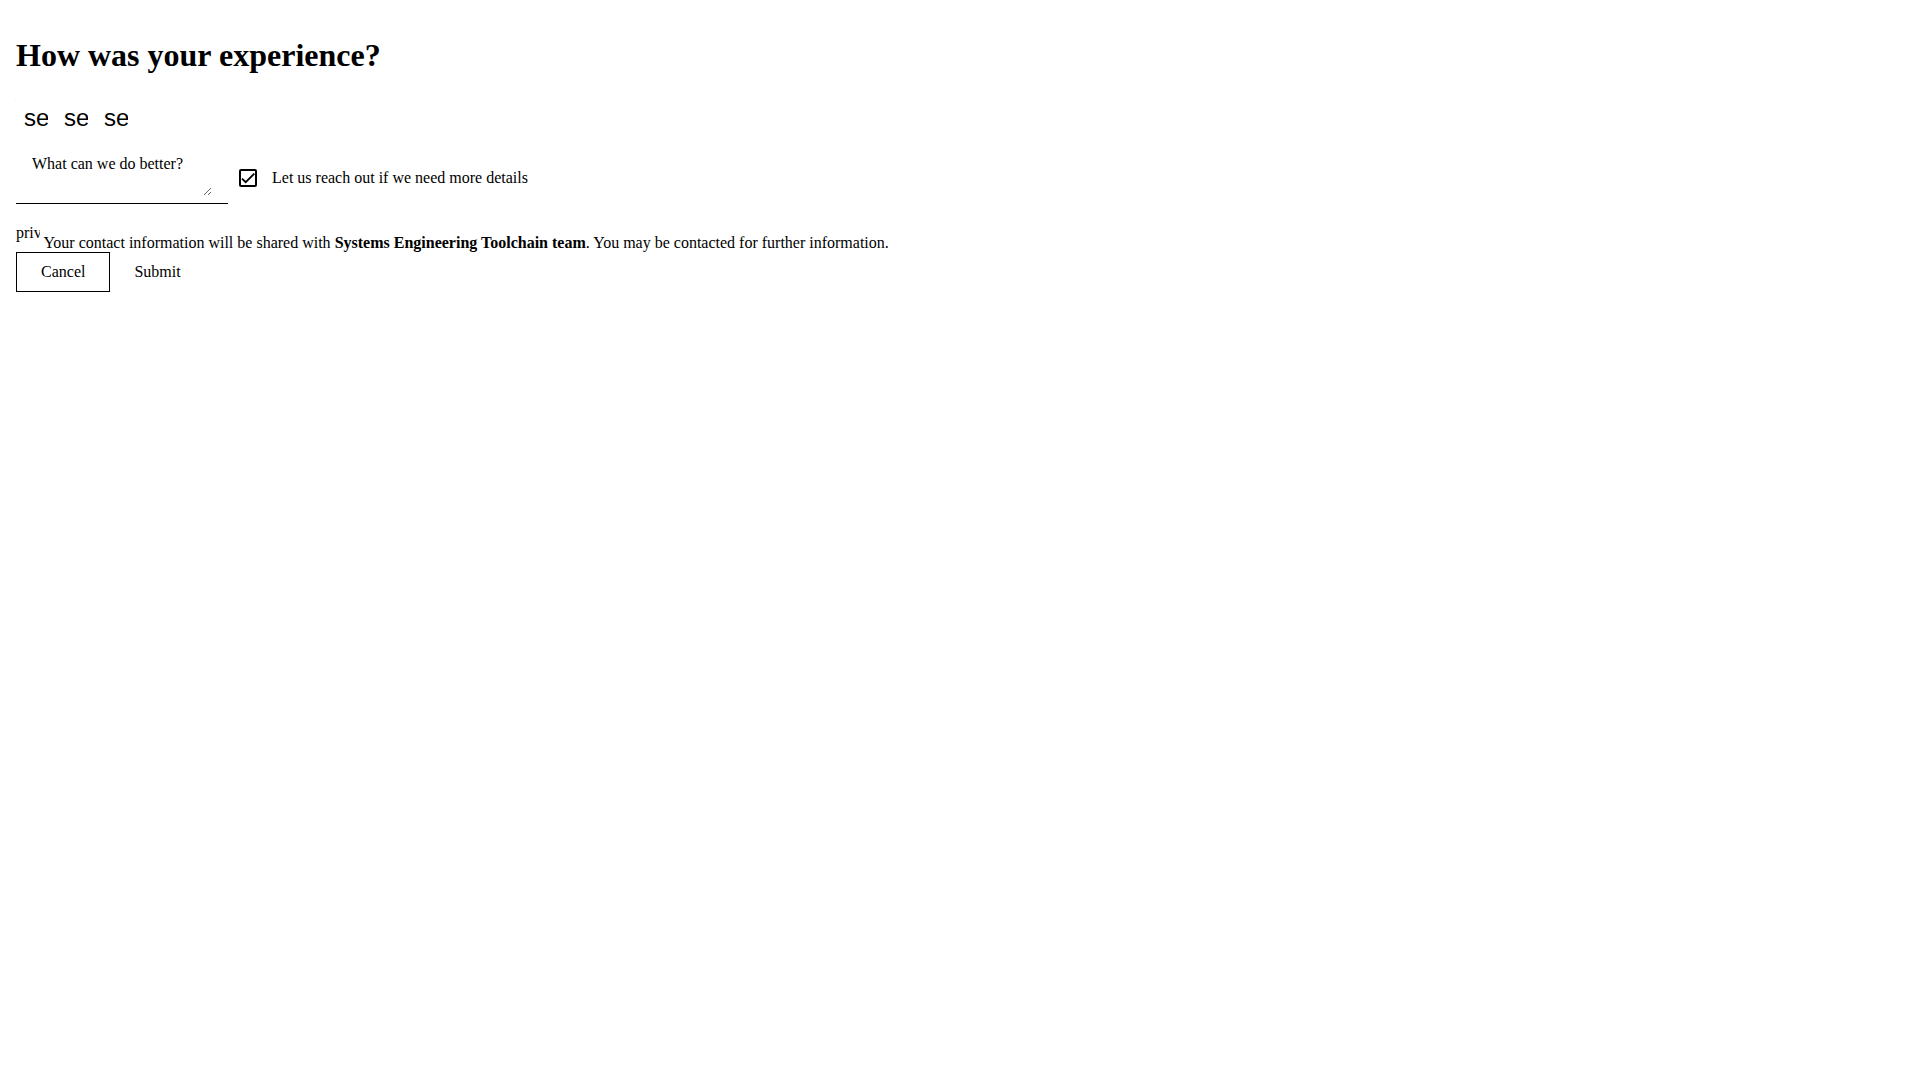 How was your experience?
se se se
What can we do better?
Let us reach out if we need more details
priv Your contact information will be shared with Systems Engineering Toolchain team. You may be contacted for further information.
Cancel Submit